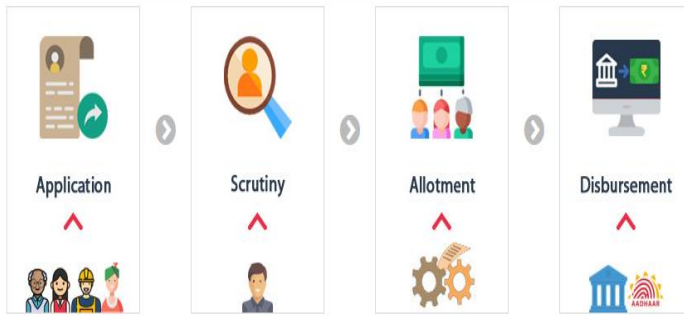 Application
Scrutiny
Allotment
Disbursement
₹
AADHAAR